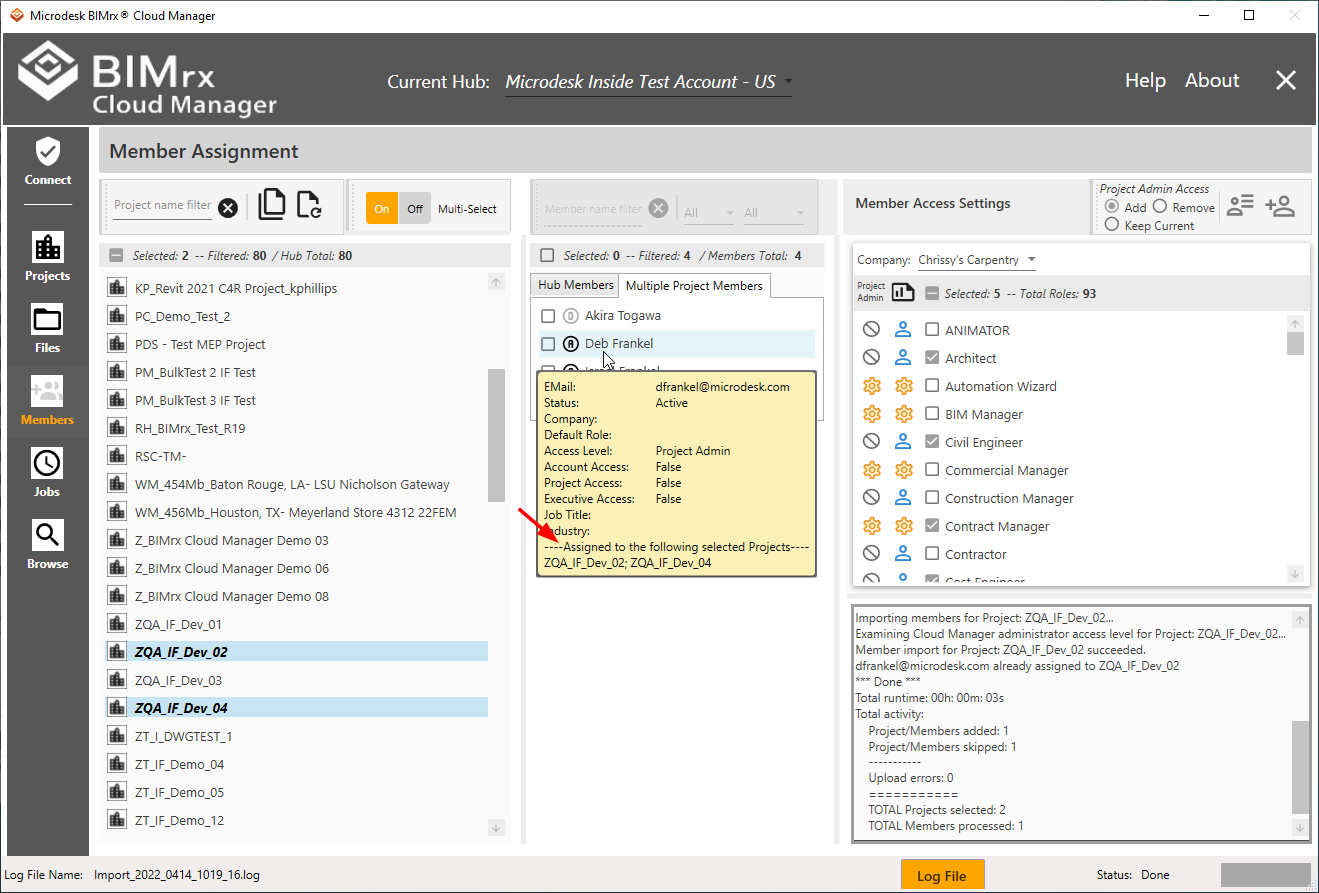 Microdesk BIMrx® Cloud Manager
BIMrx
Cloud Manager
Current Hub: Microdesk Inside Test Account - US
Help About
Connect
Projects
Files
Members
Jobs
Browse
Member Assignment
Project name filter
On Off Multi-Select
Selected: 2 -- Filtered: 80 / Hub Total: 80
KP_Revit 2021 C4R Project_kphillips
PC_Demo_Test_2
PDS - Test MEP Project
PM_BulkTest 2 IF Test
PM_BulkTest 3 IF Test
RH_BIMrx_Test_R19
RSC-TM-
WM_454Mb_Baton Rouge, LA- LSU Nicholson Gateway
WM_456Mb_Houston, TX- Meyerland Store 4312 22FEM
Z_BIMrx Cloud Manager Demo 03
Z_BIMrx Cloud Manager Demo 06
Z_BIMrx Cloud Manager Demo 08
ZQA_IF_Dev_01
ZQA_IF_Dev_02
ZQA_IF_Dev_03
ZQA_IF_Dev_04
ZT_I_DWGTEST_1
ZT_IF_Demo_04
ZT_IF_Demo_05
ZT_IF_Demo_12
Member name filter All All
Selected: 0 -- Filtered: 4 / Members Total: 4
Hub Members Multiple Project Members
D Akira Togawa
A Deb Frankel
EMail: dfrankel@microdesk.com
Status: Active
Company:
Default Role:
Access Level: Project Admin
Account Access: False
Project Access: False
Executive Access: False
Job Title:
Industry:
----Assigned to the following selected Projects----
ZQA_IF_Dev_02; ZQA_IF_Dev_04
Member Access Settings
Project Admin Access
Add Remove
Keep Current
Company: Chrissy's Carpentry
Project
Admin
Selected: 5 -- Total Roles: 93
ANIMATOR
Architect
Automation Wizard
BIM Manager
Civil Engineer
Commercial Manager
Construction Manager
Contract Manager
Contractor
Cost Engineer
Importing members for Project: ZQA_IF_Dev_02...
Examining Cloud Manager administrator access level for Project: ZQA_IF_Dev_02...
Member import for Project: ZQA_IF_Dev_02 succeeded.
dfrankel@microdesk.com already assigned to ZQA_IF_Dev_02
*** Done ***
Total runtime: 00h: 00m: 03s
Total activity:
Project/Members added: 1
Project/Members skipped: 1
-----------
Upload errors: 0
===========
TOTAL Projects selected: 2
TOTAL Members processed: 1
Log File Name: Import_2022_0414_1019_16.log
Log File
Status: Done